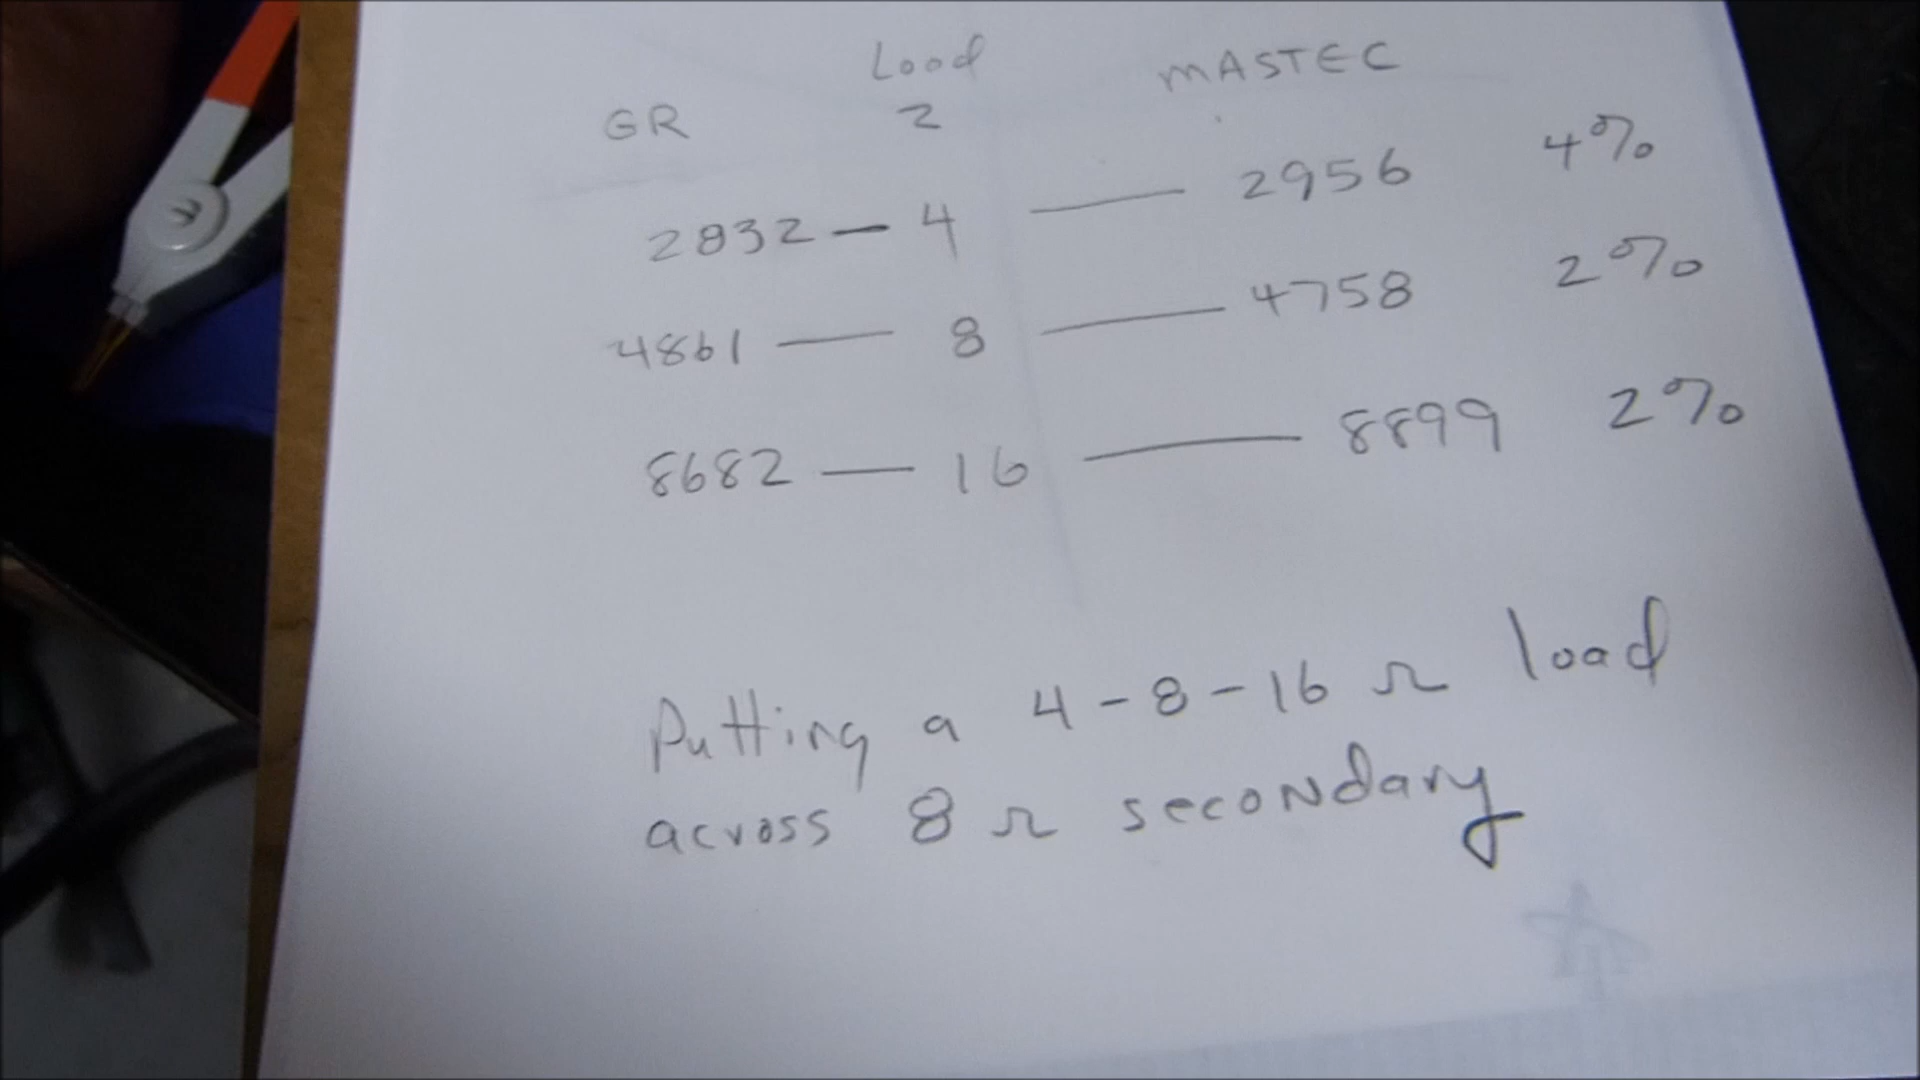 Load
MASTEC
GR
Z
2832 — 4 — 2956 4%
4861 — 8 — 4758 2%
8682 — 16 — 8899 2%
Putting a 4-8-16 Ω load
across 8 Ω secondary